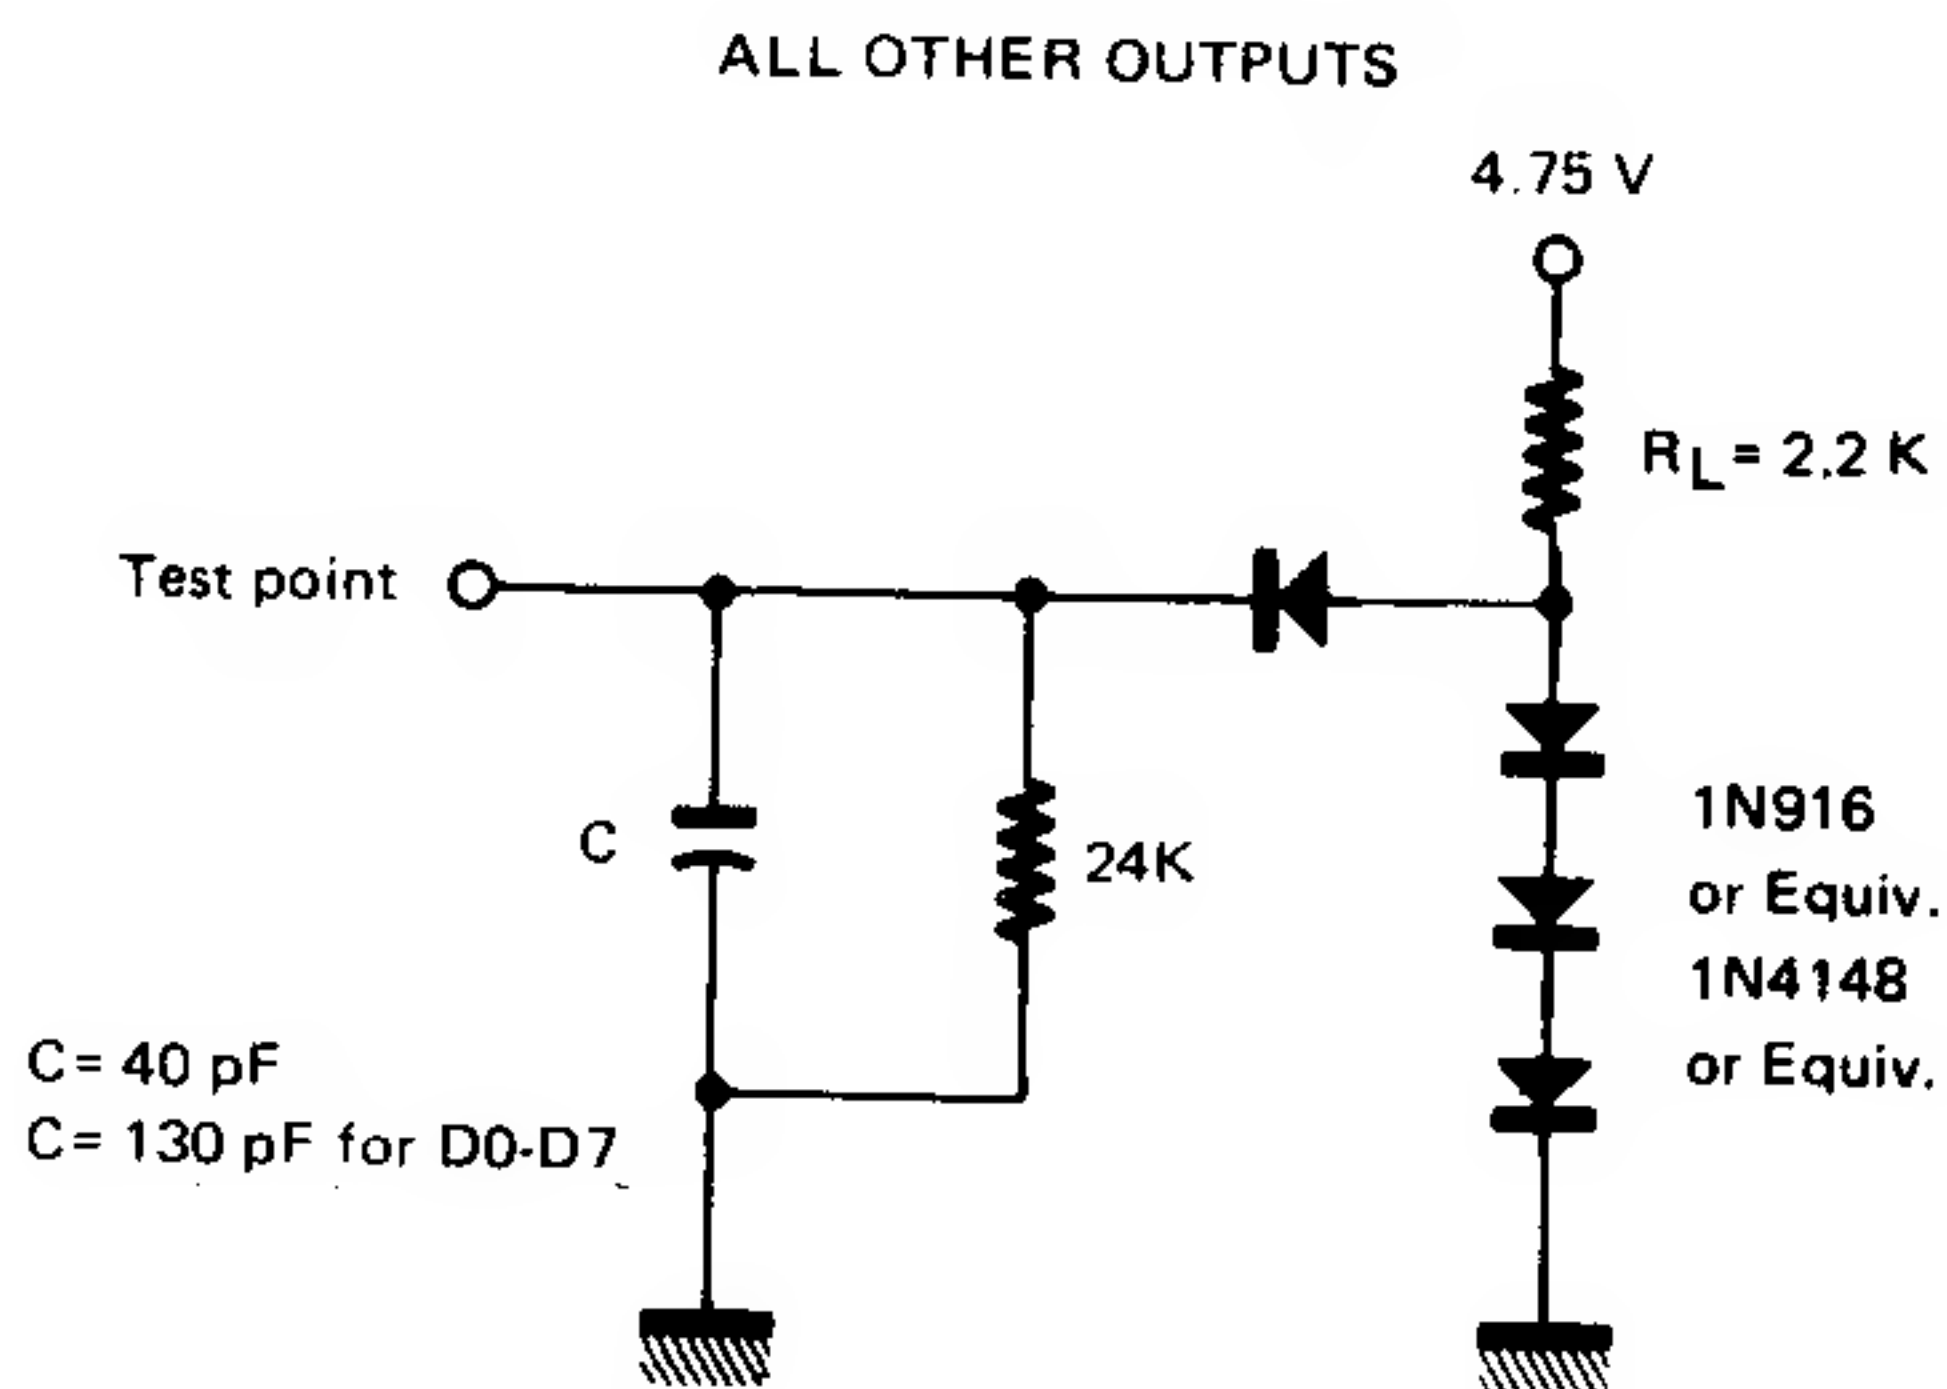 ALL OTHER OUTPUTS
4.75 V
RL = 2.2 K
Test point
C
24K
1N916
or Equiv.
1N4148
or Equiv.
C = 40 pF
C = 130 pF for D0-D7